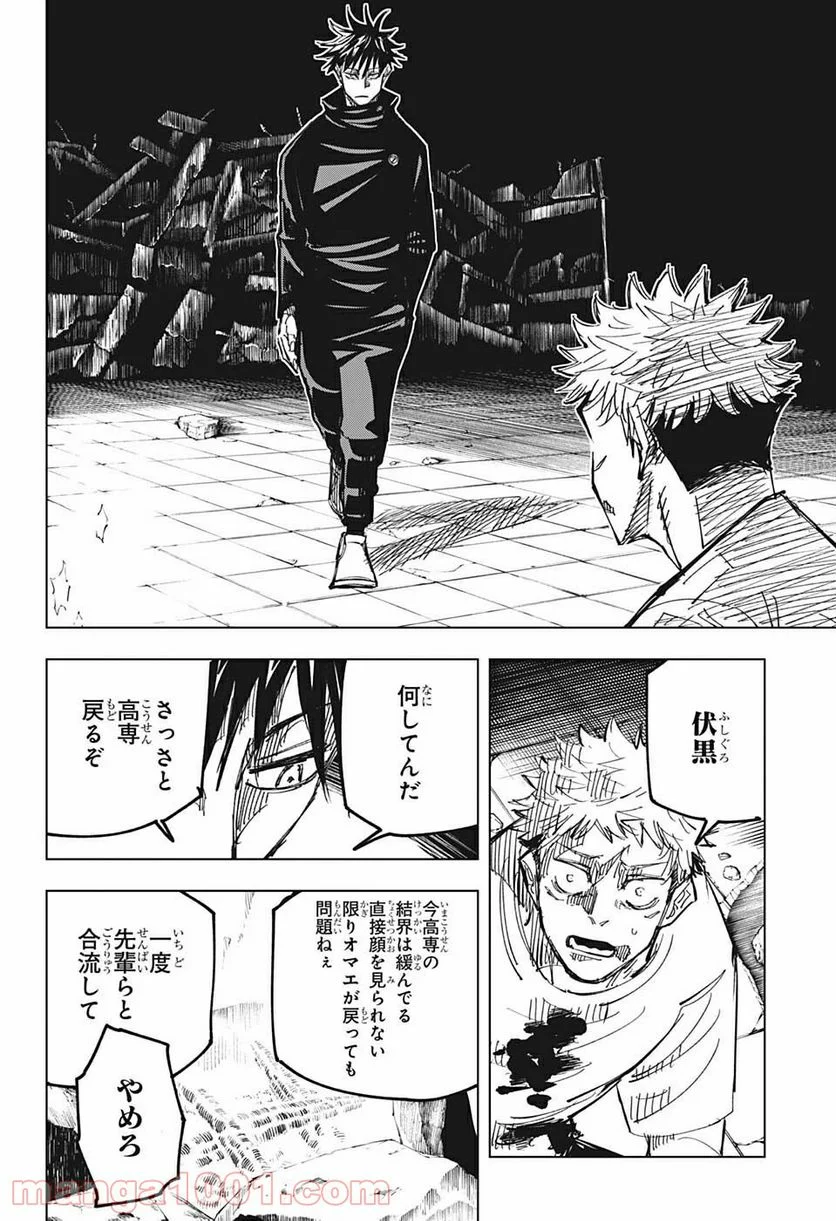 伏黒
何してんだ
さっさと
高専
戻るぞ
今高専の
結界は緩んでる
直接顔を見られない
限りオマエが戻っても
問題ねぇ
一度
先輩らと
合流して
やめろ
manga1001.com